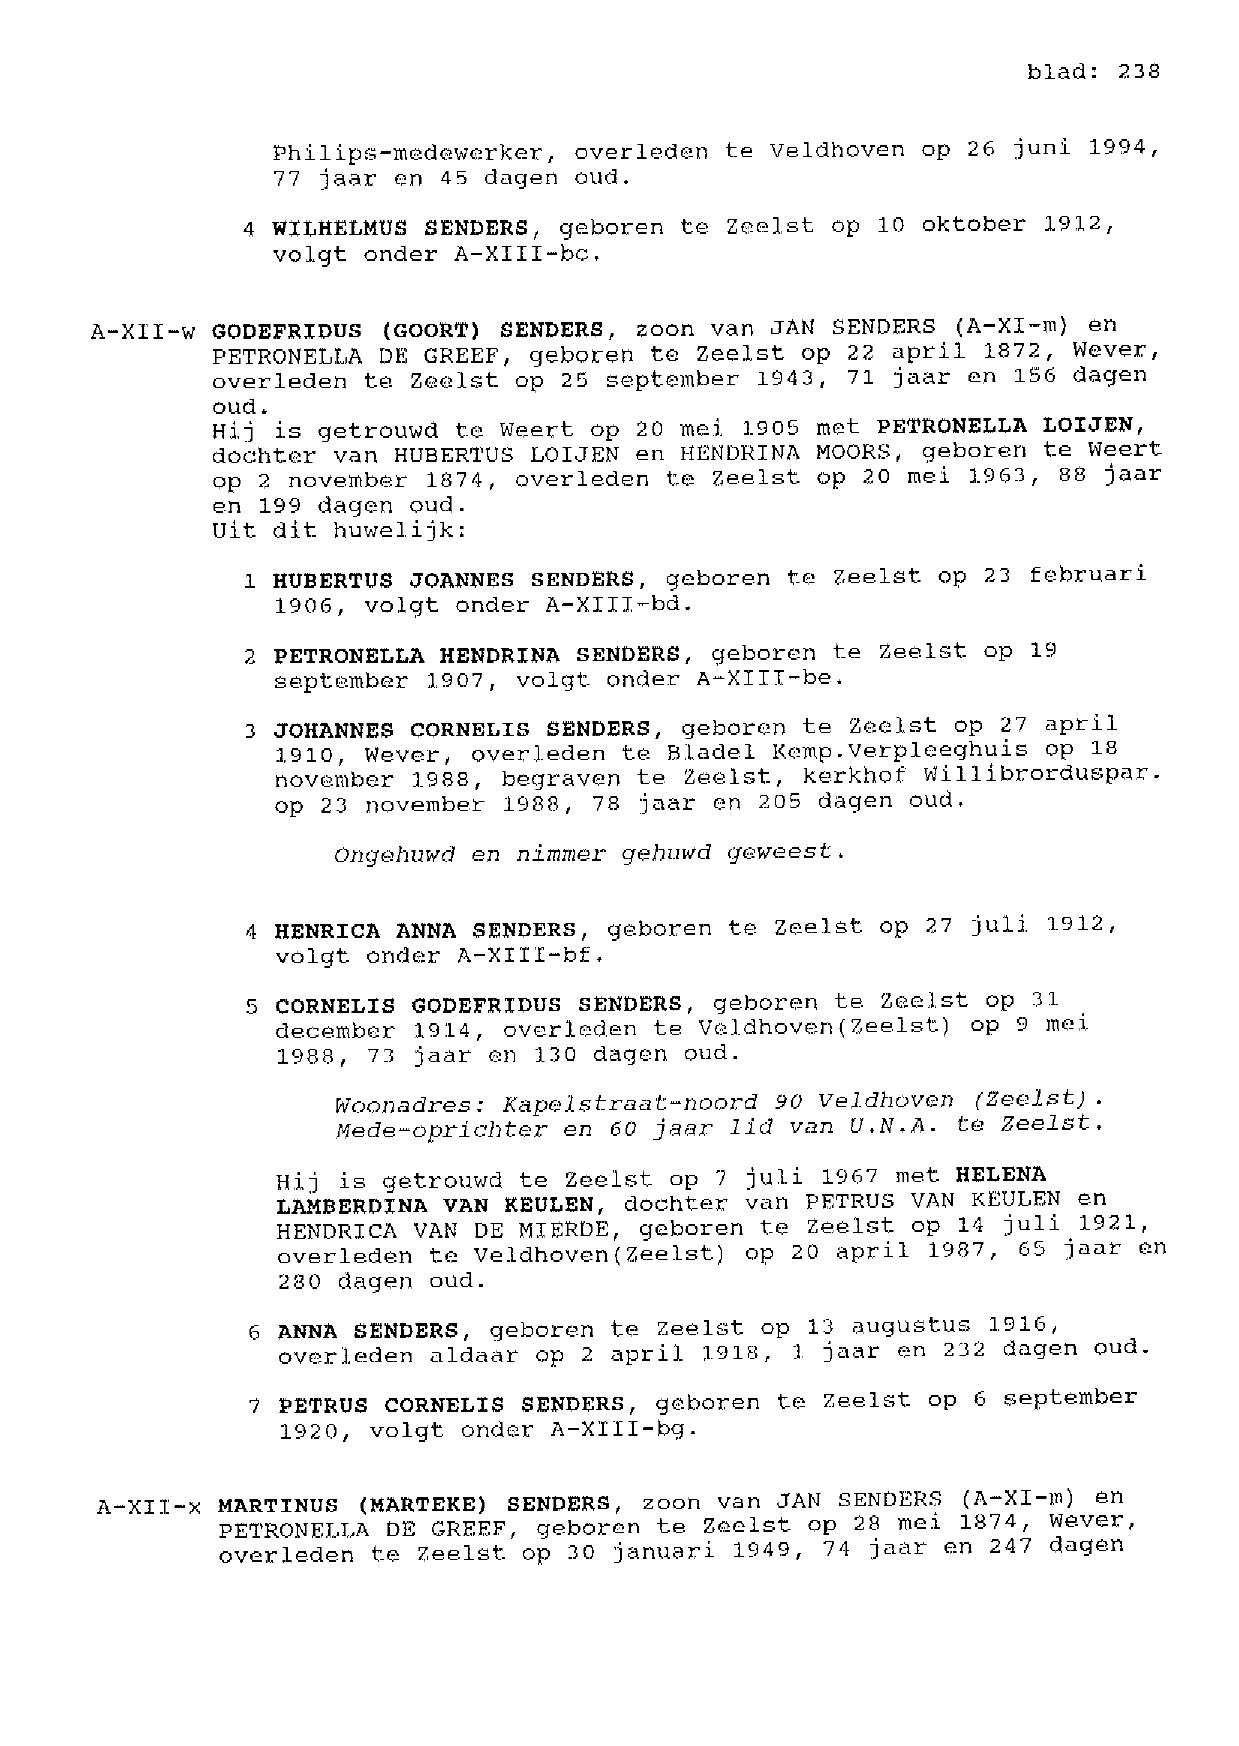 blad: 238
Philips-medewerker, overleden te Veldhoven op 26 juni 1994,
77 jaar en 45 dagen oud.
4 WILHELMUS SENDERS, geboren te Zeelst op 10 oktober 1912,
volgt onder A-XIII-bc.
A-XII-w GODEFRIDUS (GOORT) SENDERS, zoon van JAN SENDERS (A-XI-m) en
PETRONELLA DE GREEF, geboren te Zeelst op 22 april 1872, Wever,
overleden te Zeelst op 25 september 1943, 71 jaar en 156 dagen
oud.
Hij is getrouwd te Weert op 20 mei 1905 met PETRONELLA LOIJEN,
dochter van HUBERTUS LOIJEN en HENDRINA MOORS, geboren te Weert
op 2 november 1874, overleden te Zeelst op 20 mei 1963, 88 jaar
en 199 dagen oud.
Uit dit huwelijk:
1 HUBERTUS JOANNES SENDERS, geboren te Zeelst op 23 februari
1906, volgt onder A-XIII-bd.
2 PETRONELLA HENDRINA SENDERS, geboren te Zeelst op 19
september 1907, volgt onder A-XIII-be.
3 JOHANNES CORNELIS SENDERS, geboren te Zeelst op 27 april
1910, Wever, overleden te Bladel Kemp.Verpleeghuis op 18
november 1988, begraven te Zeelst, kerkhof Willibrorduspar.
op 23 november 1988, 78 jaar en 205 dagen oud.
Ongehuwd en nimmer gehuwd geweest.
4 HENRICA ANNA SENDERS, geboren te Zeelst op 27 juli 1912,
volgt onder A-XIII-bf.
5 CORNELIS GODEFRIDUS SENDERS, geboren te Zeelst op 31
december 1914, overleden te Veldhoven(Zeelst) op 9 mei
1988, 73 jaar en 130 dagen oud.
Woonadres: Kapelstraat-noord 90 Veldhoven (Zeelst).
Mede-oprichter en 60 jaar lid van U.N.A. te Zeelst.
Hij is getrouwd te Zeelst op 7 juli 1967 met HELENA
LAMBERDINA VAN KEULEN, dochter van PETRUS VAN KEULEN en
HENDRICA VAN DE MIERDE, geboren te Zeelst op 14 juli 1921,
overleden te Veldhoven(Zeelst) op 20 april 1987, 65 jaar en
280 dagen oud.
6 ANNA SENDERS, geboren te Zeelst op 13 augustus 1916,
overleden aldaar op 2 april 1918, 1 jaar en 232 dagen oud.
7 PETRUS CORNELIS SENDERS, geboren te Zeelst op 6 september
1920, volgt onder A-XIII-bg.
A-XII-x MARTINUS (MARTEKE) SENDERS, zoon van JAN SENDERS (A-XI-m) en
PETRONELLA DE GREEF, geboren te Zeelst op 28 mei 1874, Wever,
overleden te Zeelst op 30 januari 1949, 74 jaar en 247 dagen